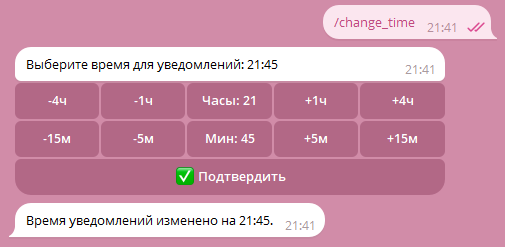 /change_time 21:41
Выберите время для уведомлений: 21:45
21:41
-4ч -1ч Часы: 21 +1ч +4ч
-15м -5м Мин: 45 +5м +15м
✅ Подтвердить
Время уведомлений изменено на 21:45. 21:41